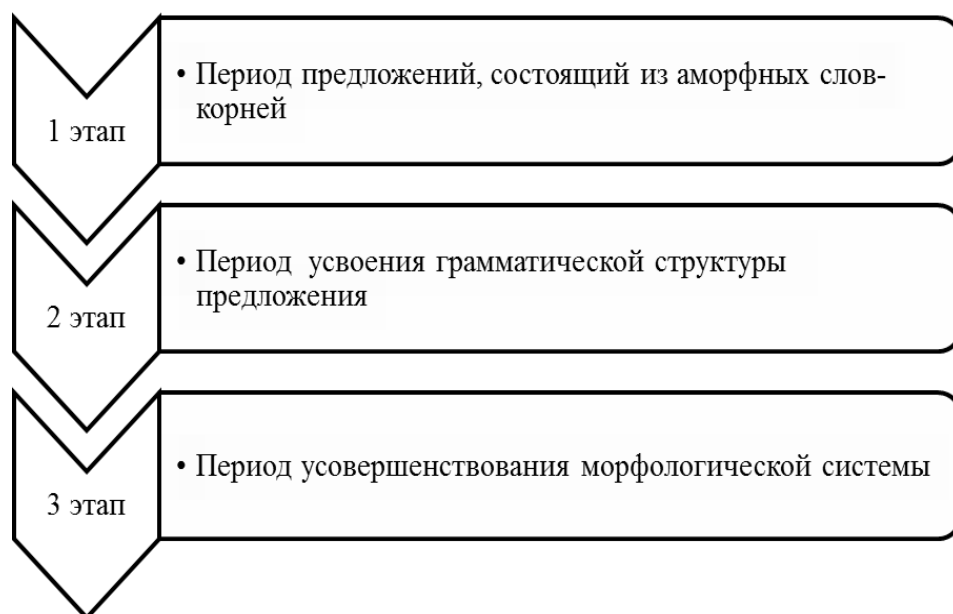 1 этап
• Период предложений, состоящий из аморфных слов-
корней
2 этап
• Период усвоения грамматической структуры
предложения
3 этап
• Период усовершенствования морфологической системы